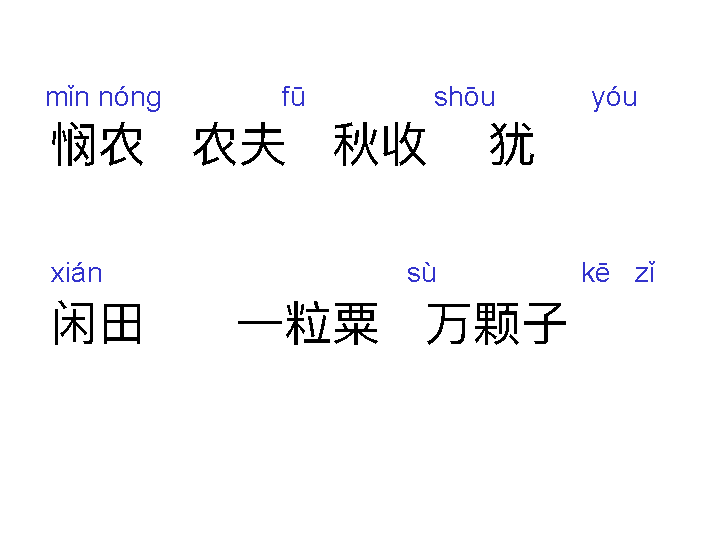 mǐn nóng fū shōu yóu
悯农 农夫 秋收 犹
xián sù kē zǐ
闲田 一粒粟 万颗子